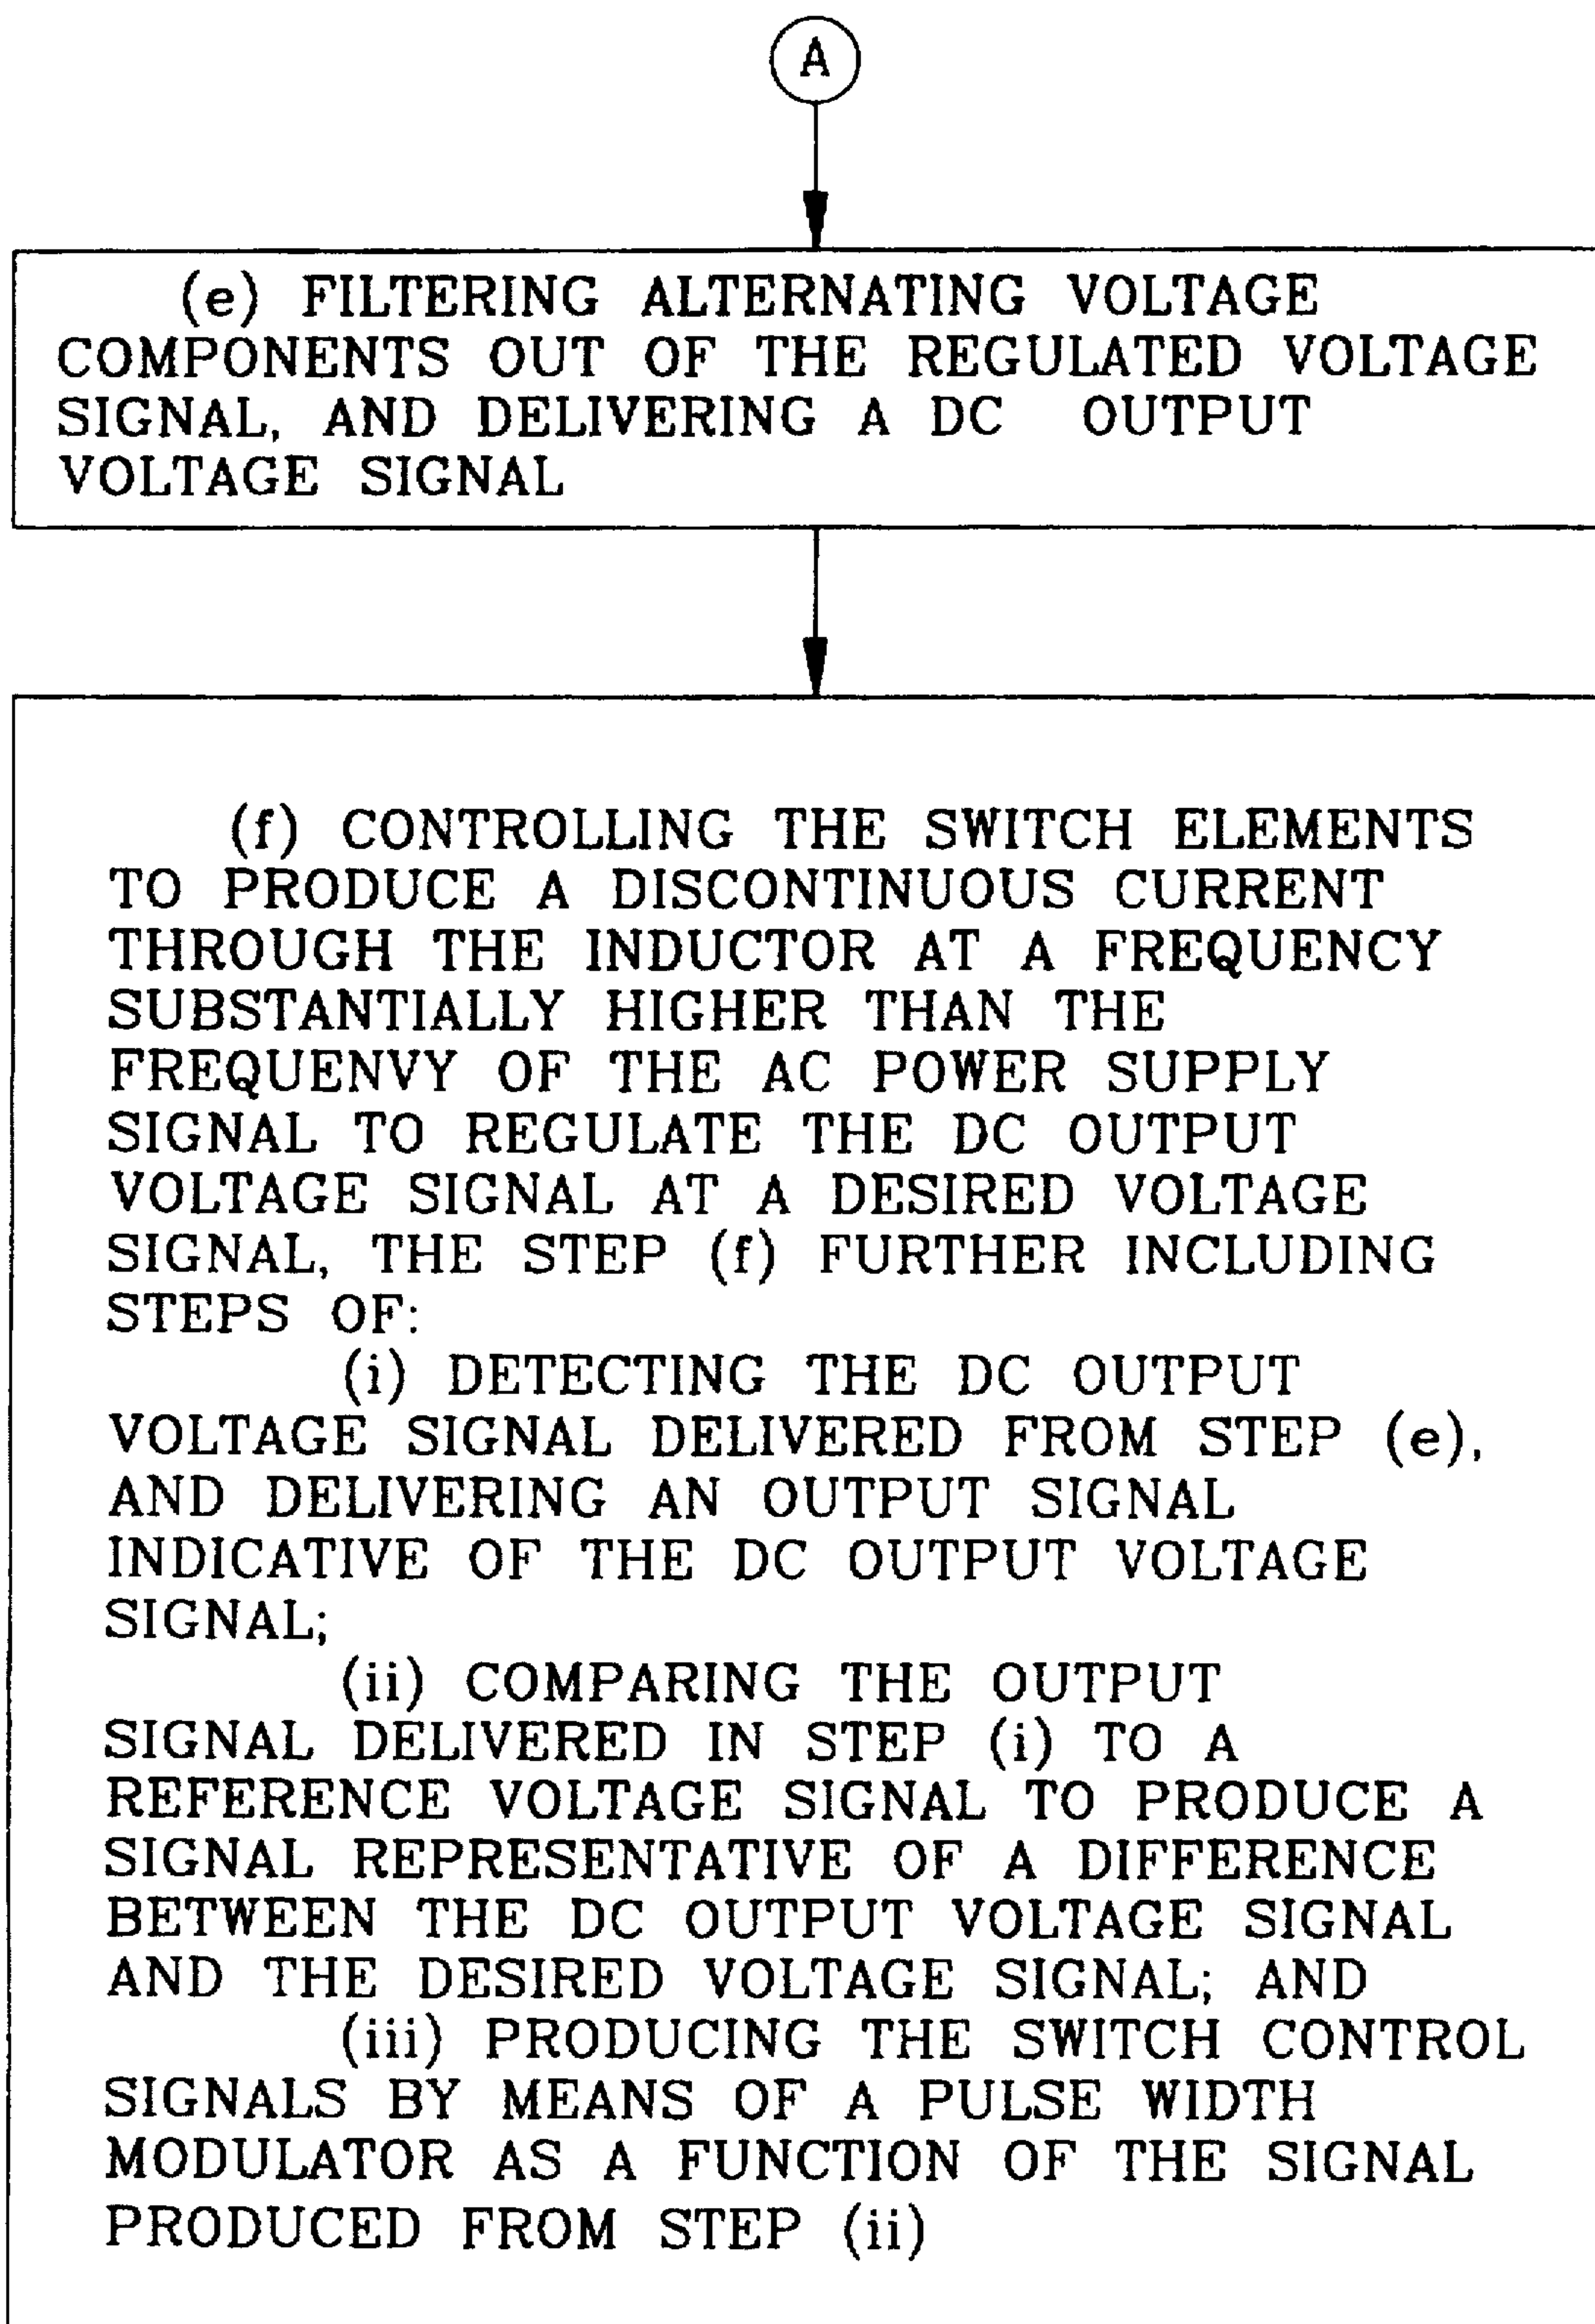 A
(e) FILTERING ALTERNATING VOLTAGE
COMPONENTS OUT OF THE REGULATED VOLTAGE
SIGNAL, AND DELIVERING A DC OUTPUT
VOLTAGE SIGNAL
(f) CONTROLLING THE SWITCH ELEMENTS
TO PRODUCE A DISCONTINUOUS CURRENT
THROUGH THE INDUCTOR AT A FREQUENCY
SUBSTANTIALLY HIGHER THAN THE
FREQUENVY OF THE AC POWER SUPPLY
SIGNAL TO REGULATE THE DC OUTPUT
VOLTAGE SIGNAL AT A DESIRED VOLTAGE
SIGNAL, THE STEP (f) FURTHER INCLUDING
STEPS OF:
(i) DETECTING THE DC OUTPUT
VOLTAGE SIGNAL DELIVERED FROM STEP (e),
AND DELIVERING AN OUTPUT SIGNAL
INDICATIVE OF THE DC OUTPUT VOLTAGE
SIGNAL;
(ii) COMPARING THE OUTPUT
SIGNAL DELIVERED IN STEP (i) TO A
REFERENCE VOLTAGE SIGNAL TO PRODUCE A
SIGNAL REPRESENTATIVE OF A DIFFERENCE
BETWEEN THE DC OUTPUT VOLTAGE SIGNAL
AND THE DESIRED VOLTAGE SIGNAL; AND
(iii) PRODUCING THE SWITCH CONTROL
SIGNALS BY MEANS OF A PULSE WIDTH
MODULATOR AS A FUNCTION OF THE SIGNAL
PRODUCED FROM STEP (ii)